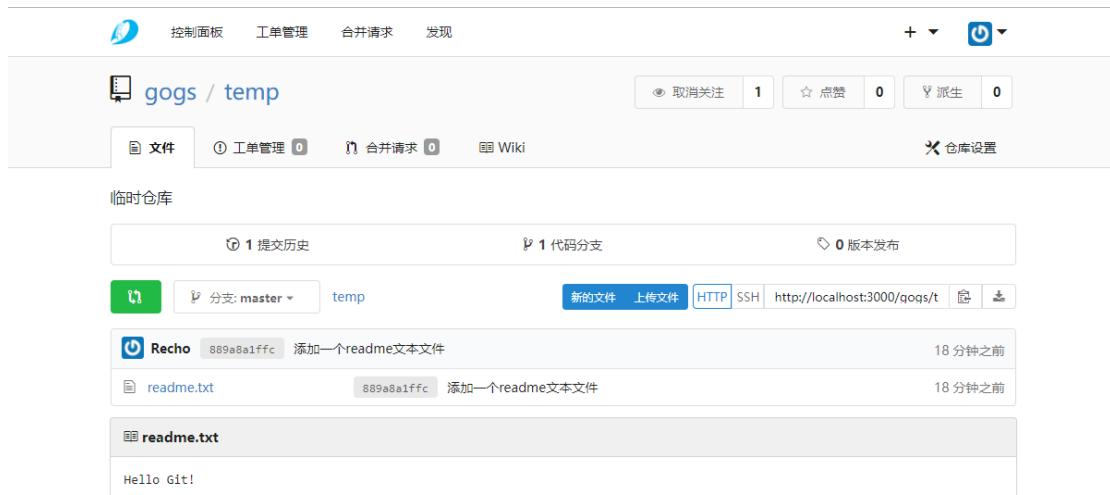 控制面板 工单管理 合并请求 发现
gogs / temp 取消关注 1 点赞 0 派生 0
文件 工单管理 0 合并请求 0 Wiki 仓库设置
临时仓库
1 提交历史 1 代码分支 0 版本发布
分支: master temp 新的文件 上传文件 HTTP SSH http://localhost:3000/gogs/t
Recho 889a8a1ffc 添加一个readme文本文件 18 分钟之前
readme.txt 889a8a1ffc 添加一个readme文本文件 18 分钟之前
readme.txt
Hello Git!